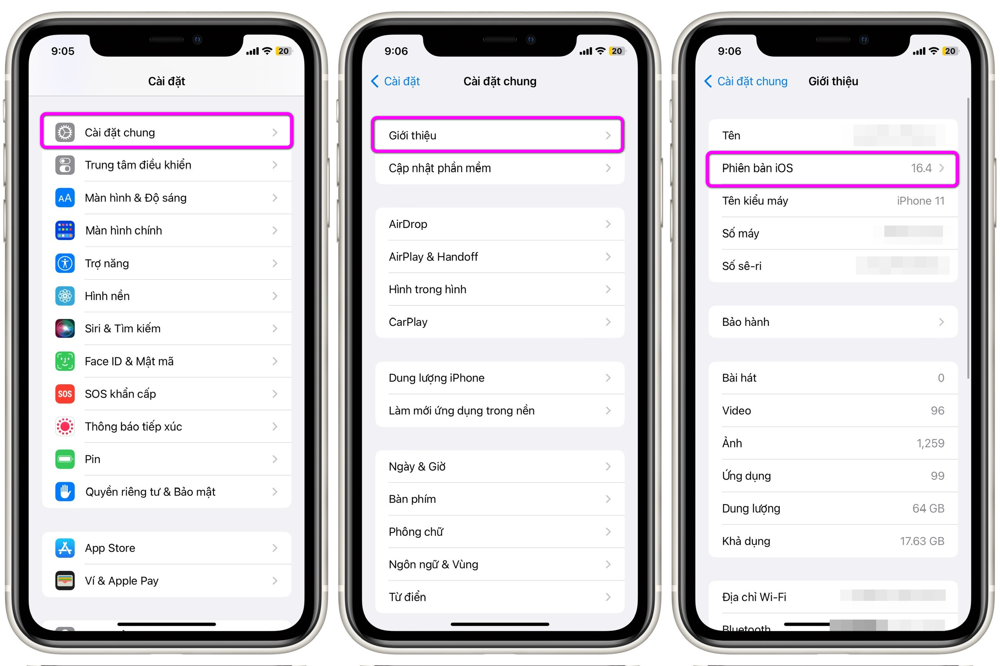 9:05
20
Cài đặt
Cài đặt chung
Trung tâm điều khiển
AA Màn hình & Độ sáng
Màn hình chính
Trợ năng
Hình nền
Siri & Tìm kiếm
Face ID & Mật mã
SOS SOS khẩn cấp
Thông báo tiếp xúc
Pin
Quyền riêng tư & Bảo mật
App Store
Ví & Apple Pay
9:06
20
Cài đặt Cài đặt chung
Giới thiệu
Cập nhật phần mềm
AirDrop
AirPlay & Handoff
Hình trong hình
CarPlay
Dung lượng iPhone
Làm mới ứng dụng trong nền
Ngày & Giờ
Bàn phím
Phông chữ
Ngôn ngữ & Vùng
Từ điển
9:06
20
Cài đặt chung Giới thiệu
Tên
Phiên bản iOS 16.4
Tên kiểu máy iPhone 11
Số máy
Số sê-ri
Bảo hành
Bài hát 0
Video 96
Ảnh 1,259
Ứng dụng 99
Dung lượng 64 GB
Khả dụng 17.63 GB
Địa chỉ Wi-Fi
Bluetooth